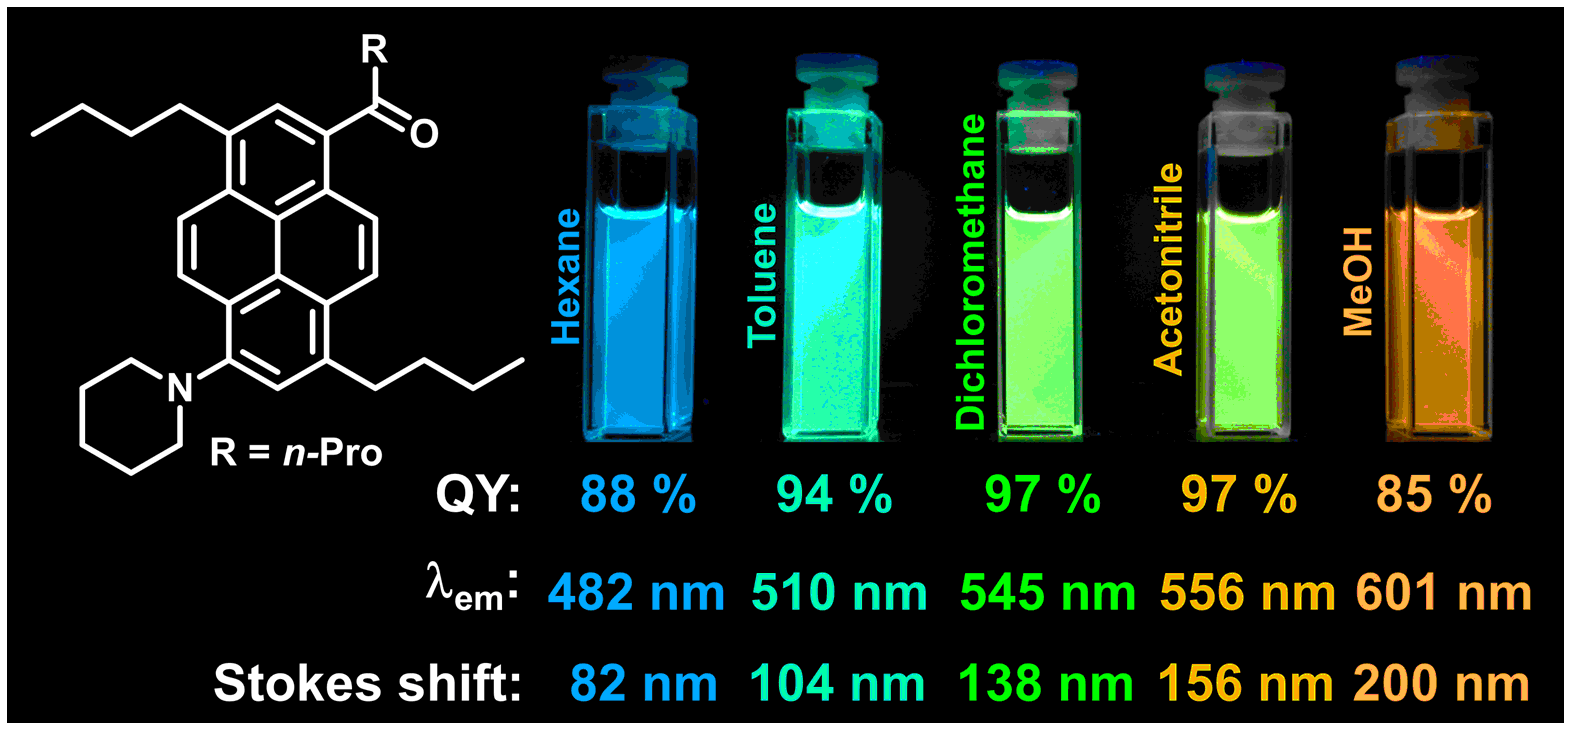 R
O
N
R = n-Pro
Hexane
Toluene
Dichloromethane
Acetonitrile
MeOH
QY: 88 % 94 % 97 % 97 % 85 %
λem: 482 nm 510 nm 545 nm 556 nm 601 nm
Stokes shift: 82 nm 104 nm 138 nm 156 nm 200 nm